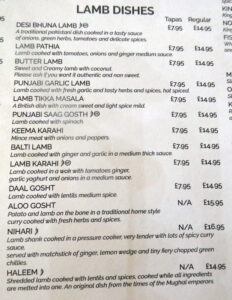 LAMB DISHES
Tapas Regular
DESI BHUNA LAMB
£7.95 £14.95
A traditional pakistani dish cooked in a tasty sauce
of onions, green herbs, tomatoes and delicate spices.
LAMB PATHIA £7.95 £14.95
Lamb cooked with tomatoes, onions and ginger medium sauce.
BUTTER LAMB £7.95 £14.95
Sweet and Creamy lamb with coconut.
Please ask if you want it authentic and non sweet.
PUNJABI GARLIC LAMB £7.95 £14.95
Lamb cooked with fresh garlic and tasty herbs and spices, hot spiced.
LAMB TIKKA MASALA £7.95 £14.95
A british dish with cream sweet and light spice mild.
PUNJABI SAAG GOSTH £7.95 £14.95
Lamb cooked with spinach
KEEMA KARAHI £7.95 £14.95
Mince meat with onions and peppers.
BALTI LAMB £7.95 £14.95
Lamb cooked with ginger and garlic in a medium thick sauce.
LAMB KARAHI £7.95 £14.95
Lamb cooked in a wok with tomatoes ginger,
garlic yoghurt and onions in a medium sauce.
DAAL GOSHT £7.95 £14.95
Lamb cooked with lentils medium spice.
ALOO GOSHT N/A £15.95
Potato and lamb on the bone in a traditional home style
curry cooked with fresh herbs and spices.
NIHARI N/A
Lamb shank cooked in a pressure cooker, very tender with lots of spicy curry
sauce,
served with matchstick of ginger, lemon wedge and tiny fiery chopped green
chillies.
HALEEM N/A £14.95
Shredded lamb cooked with lentils and spices, cooked while all ingredients
are melted into one. An original dish from the times of the Mughal emperors